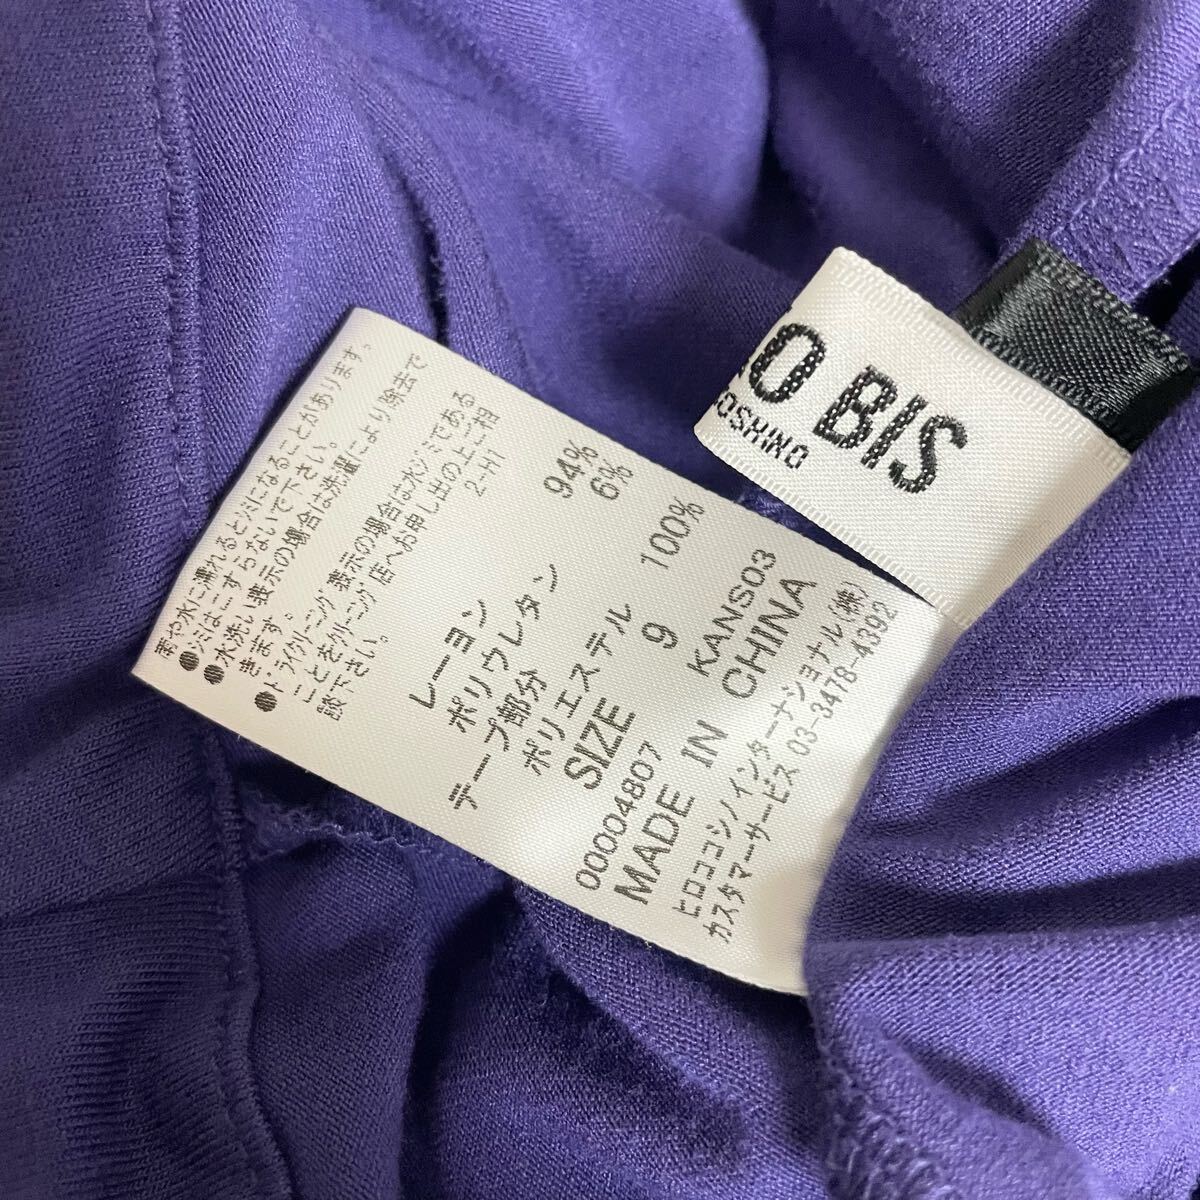 雨や水に濡れるとシミになることがあります。
●シミはこすらないで下さい。
●水洗い表示の場合は洗濯により除去で
きます。
●ドライクリーニング表示の場合は水ジミである
ことをクリーニング店へお申し出の上ご相
談下さい。
2-HI
レーヨン 94%
ポリウレタン 6%
テープ部分
ポリエステル 100%
SIZE 9
00004807 KANS03
MADE IN CHINA
ヒロココシノインターナショナル(株)
カスタマーサービス 03-3478-4392
O BIS
OSHINO